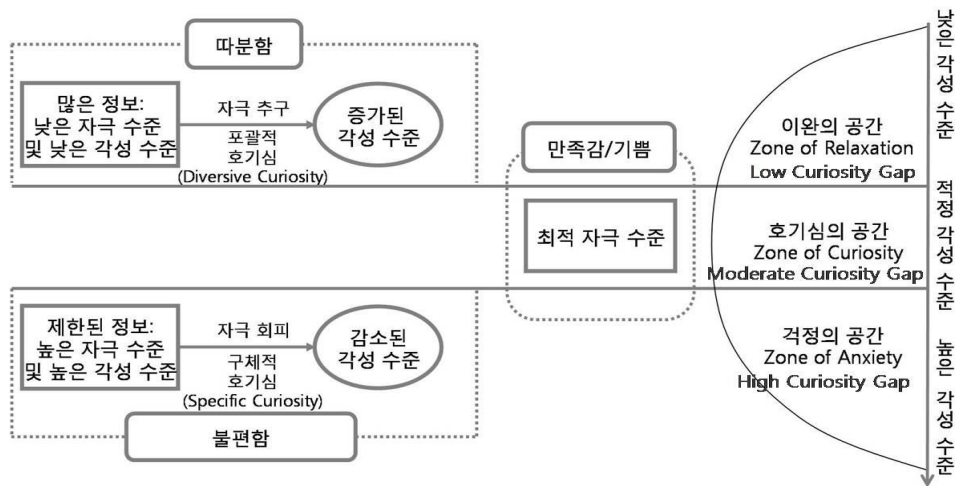 따분함
많은 정보:
낮은 자극 수준
및 낮은 각성 수준
자극 추구
포괄적
호기심
(Diversive Curiosity)
증가된
각성 수준
만족감/기쁨
최적 자극 수준
제한된 정보:
높은 자극 수준
및 높은 각성 수준
자극 회피
구체적
호기심
(Specific Curiosity)
감소된
각성 수준
불편함
이완의 공간
Zone of Relaxation
Low Curiosity Gap
호기심의 공간
Zone of Curiosity
Moderate Curiosity Gap
걱정의 공간
Zone of Anxiety
High Curiosity Gap
낮은 각성 수준
적정 각성 수준
높은 각성 수준